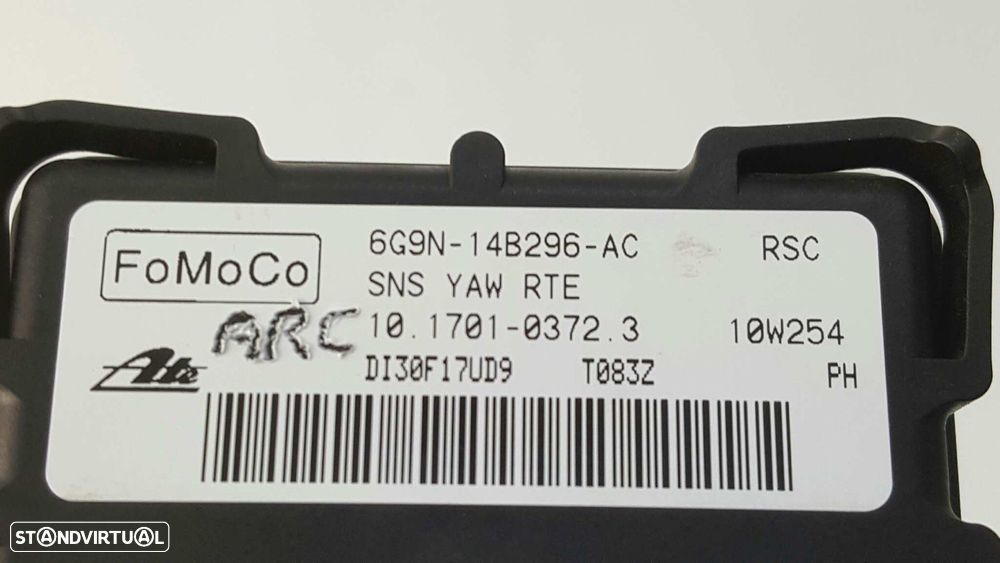 6G9N-14B296-AC RSC
FoMoCo
SNS YAW RTE
ARC
10.1701-0372.3 10W254
Ate
DI30F17UD9 T083Z PH
STANDVIRTUAL